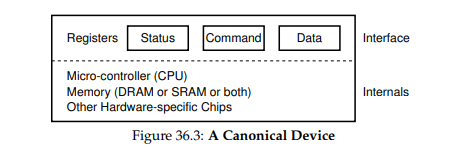 Registers Status Command Data Interface
Micro-controller (CPU)
Memory (DRAM or SRAM or both) Internals
Other Hardware-specific Chips
Figure 36.3: A Canonical Device